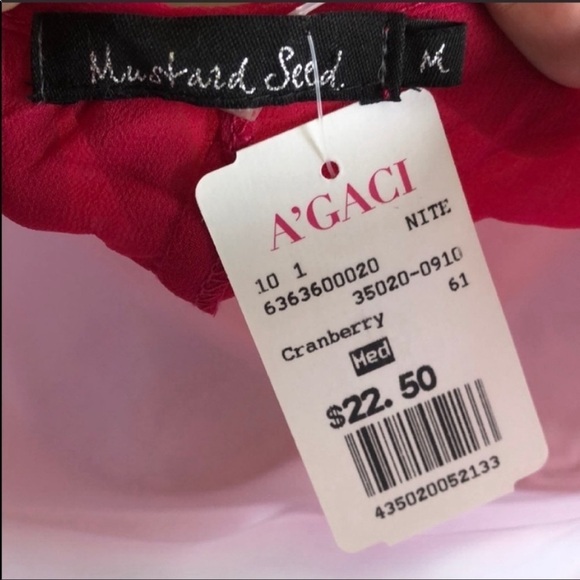 Mustard Seed
M
A'GACI
NITE
10 1
6363600020
35020-0910
61
Cranberry
Med
$22.50
435020052133